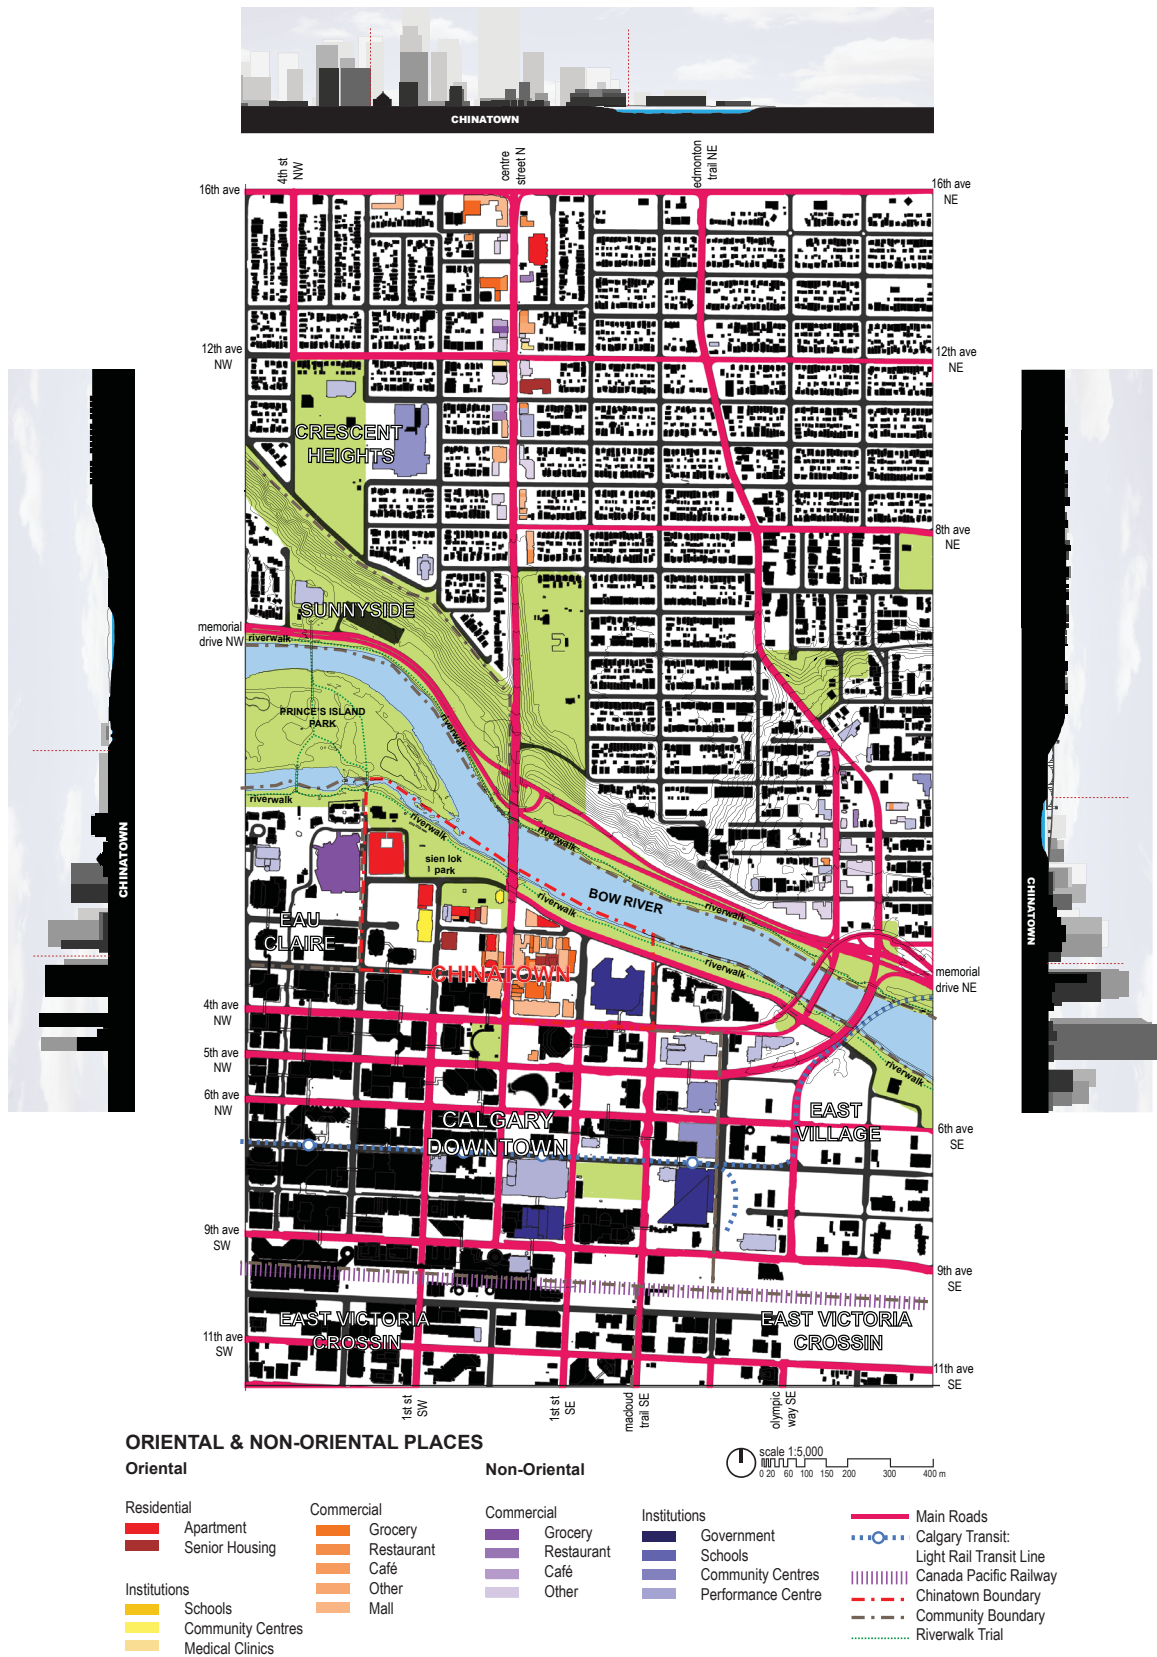 CHINATOWN
4th st
NW
centre
street N
edmonton
trail NE
16th ave
16th ave
NE
12th ave
NW
12th ave
NE
CRESCENT
HEIGHTS
8th ave
NE
SUNNYSIDE
memorial
drive NW
riverwalk
PRINCE'S ISLAND
PARK
riverwalk
riverwalk
riverwalk
riverwalk
sien lok
park
BOW RIVER
riverwalk
riverwalk
EAU
CLAIRE
CHINATOWN
riverwalk
memorial
drive NE
CHINATOWN
CHINATOWN
4th ave
NW
5th ave
NW
riverwalk
6th ave
NW
CALGARY
DOWNTOWN
EAST
VILLAGE
6th ave
SE
9th ave
SW
9th ave
SE
EAST VICTORIA
CROSSIN
EAST VICTORIA
CROSSIN
11th ave
SW
11th ave
SE
1st st
SW
1st st
SE
macloud
trail SE
olympic
way SE
ORIENTAL & NON-ORIENTAL PLACES
Oriental
Non-Oriental
scale 1:5,000
0 20 60 100 150 200 300 400 m
Residential
Apartment
Senior Housing
Institutions
Schools
Community Centres
Medical Clinics
Commercial
Grocery
Restaurant
Café
Other
Mall
Commercial
Grocery
Restaurant
Café
Other
Institutions
Government
Schools
Community Centres
Performance Centre
Main Roads
Calgary Transit:
Light Rail Transit Line
Canada Pacific Railway
Chinatown Boundary
Community Boundary
Riverwalk Trial